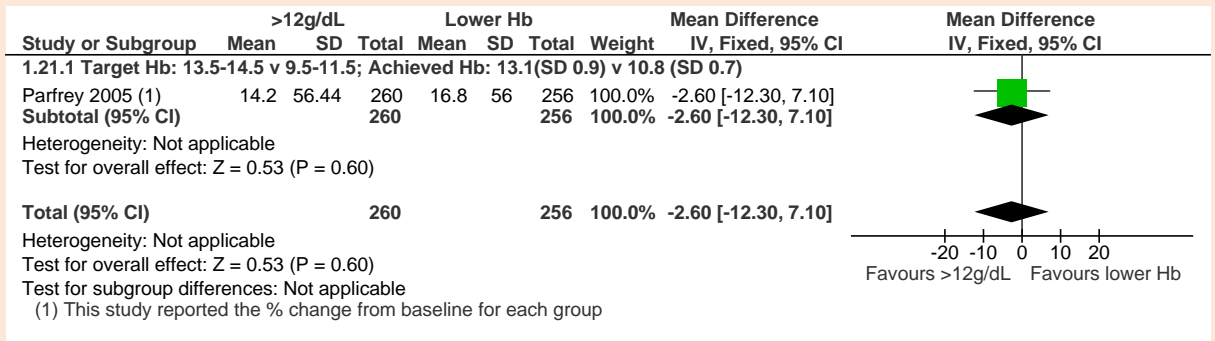 >12g/dL Lower Hb Mean Difference Mean Difference
Study or Subgroup Mean SD Total Mean SD Total Weight IV, Fixed, 95% CI IV, Fixed, 95% CI
1.21.1 Target Hb: 13.5-14.5 v 9.5-11.5; Achieved Hb: 13.1(SD 0.9) v 10.8 (SD 0.7)
Parfrey 2005 (1) 14.2 56.44 260 16.8 56 256 100.0% -2.60 [-12.30, 7.10]
Subtotal (95% CI) 260 256 100.0% -2.60 [-12.30, 7.10]
Heterogeneity: Not applicable
Test for overall effect: Z = 0.53 (P = 0.60)
Total (95% CI) 260 256 100.0% -2.60 [-12.30, 7.10]
Heterogeneity: Not applicable
Test for overall effect: Z = 0.53 (P = 0.60)
Test for subgroup differences: Not applicable
(1) This study reported the % change from baseline for each group
-20 -10 0 10 20
Favours >12g/dL Favours lower Hb